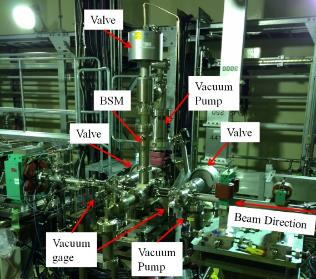 Valve
BSM
Vacuum
Pump
Valve
Valve
Beam Direction
Vacuum
gage
Vacuum
Pump